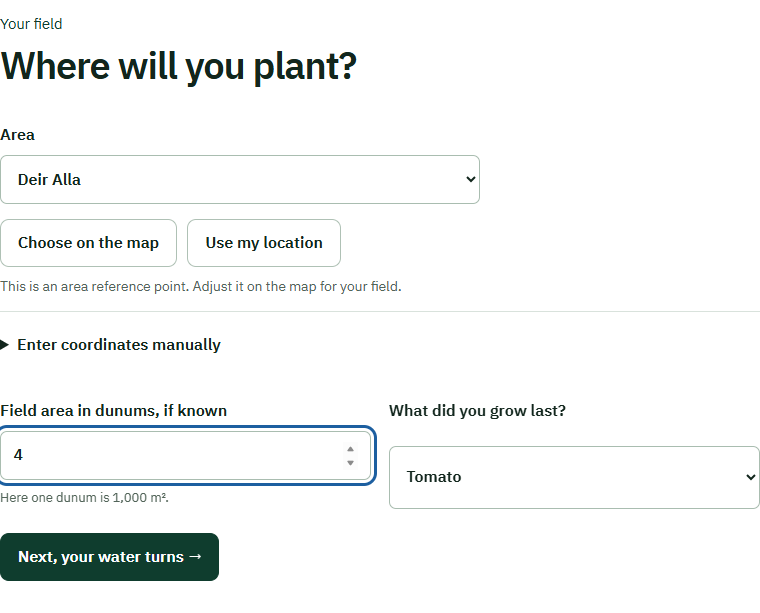 Your field
Where will you plant?
Area
Deir Alla
Choose on the map
Use my location
This is an area reference point. Adjust it on the map for your field.
Enter coordinates manually
Field area in dunums, if known
4
Here one dunum is 1,000 m².
What did you grow last?
Tomato
Next, your water turns →